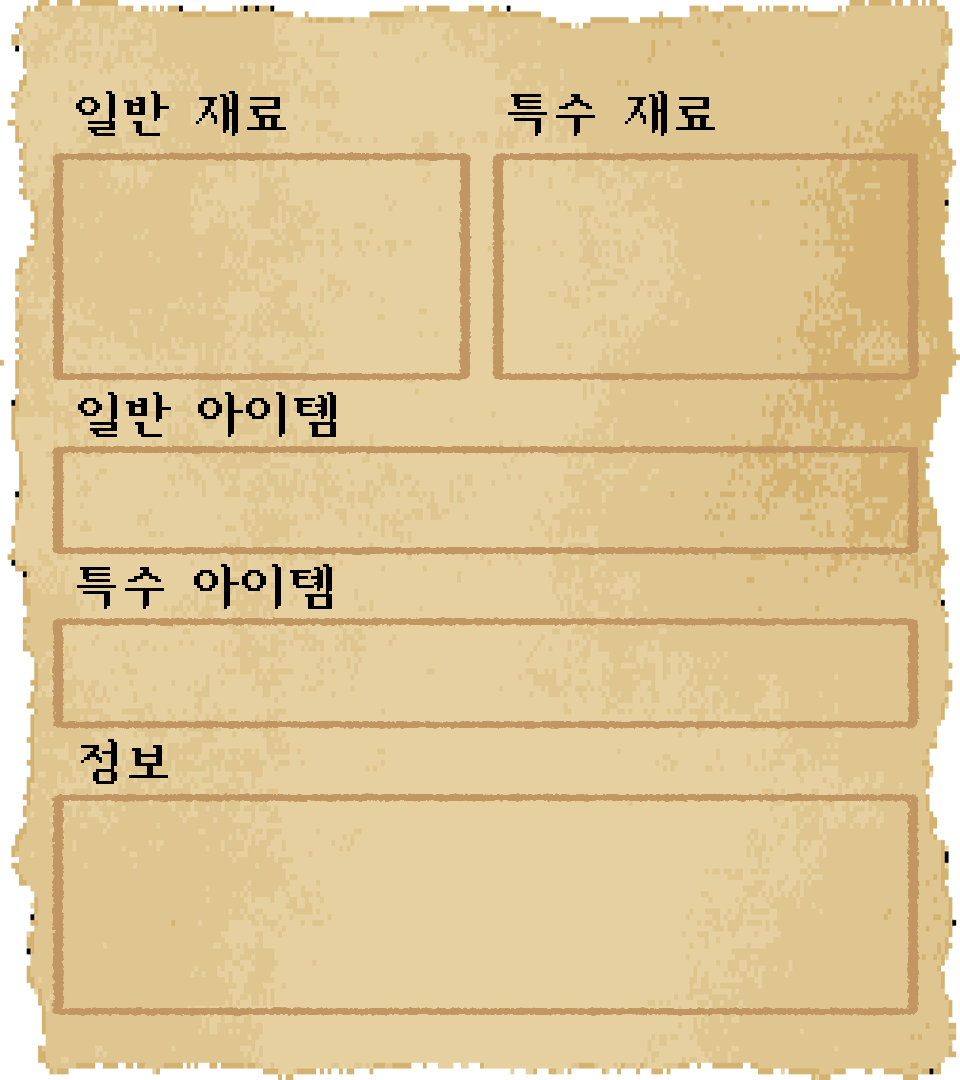 일반 재료
특수 재료
일반 아이템
특수 아이템
정보